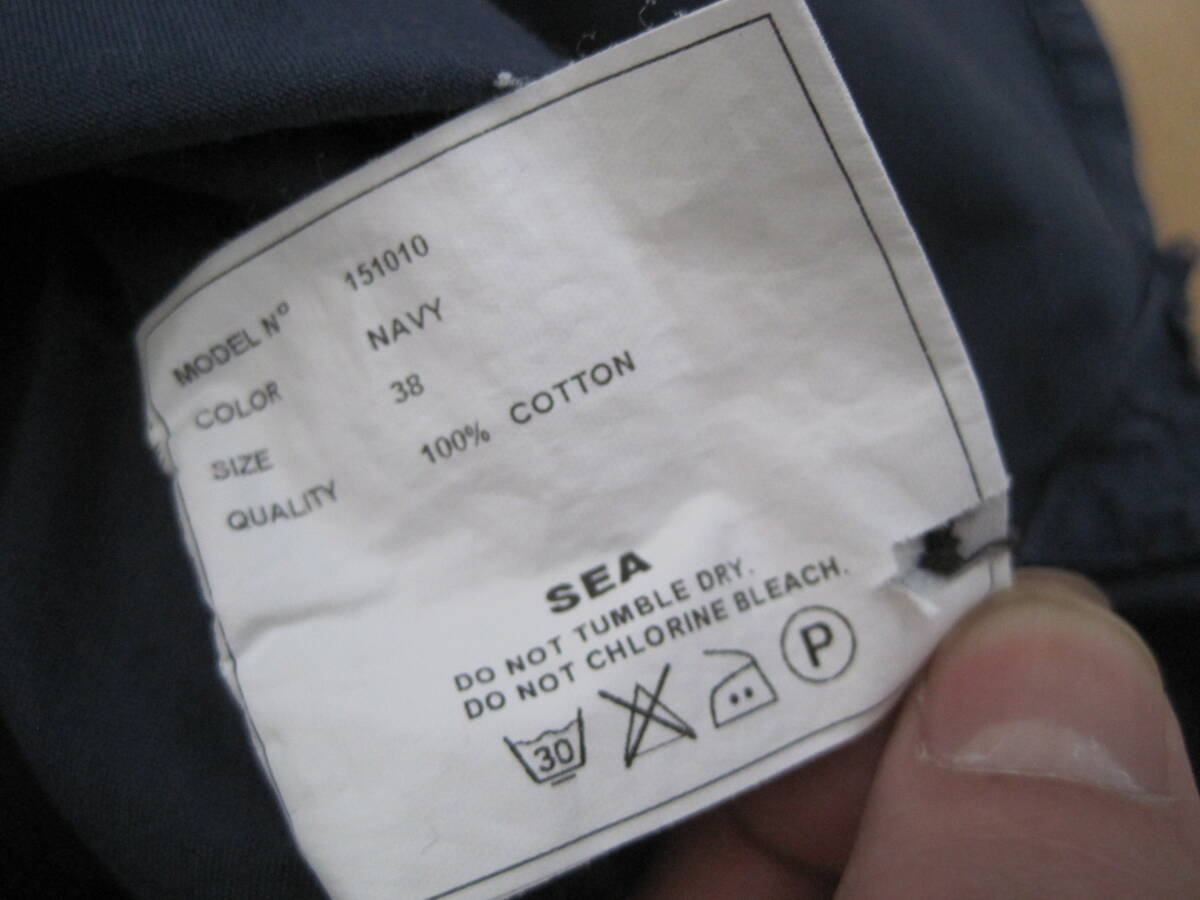 MODEL Nº 151010
COLOR NAVY
SIZE 38
QUALITY 100% COTTON
SEA
DO NOT TUMBLE DRY.
DO NOT CHLORINE BLEACH.
30 P